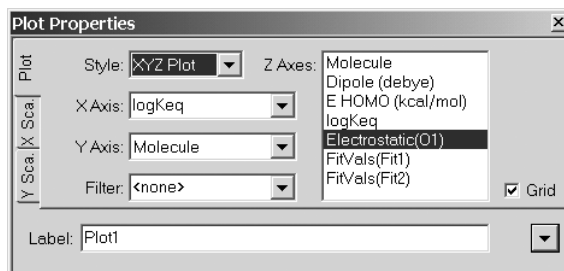 Plot Properties
Plot
X Sca.
Y Sca.
Style: XYZ Plot
X Axis: logKeq
Y Axis: Molecule
Filter: <none>
Z Axes:
Molecule
Dipole (debye)
E HOMO (kcal/mol)
logKeq
Electrostatic(O1)
FitVals(Fit1)
FitVals(Fit2)
Grid
Label: Plot1